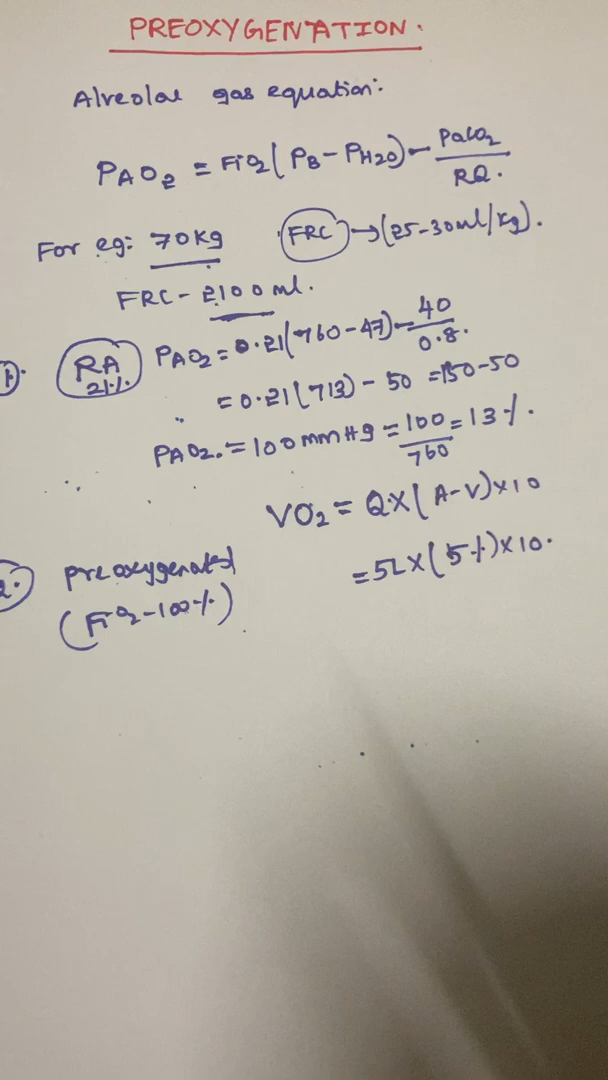 PREOXYGENATION.
Alveolar gas equation:
PAO2 = FiO2 (PB - PH2O) - PaCO2/RQ.
For eg: 70Kg FRC → (25-30ml/kg).
FRC - 2100 ml.
1. RA 21% PAO2 = 0.21(760-47) - 40/0.8.
= 0.21(713) - 50 = 150-50
PAO2. = 100mmHg = 100/760 = 13%.
VO2 = Q×(A-V)×10
2. preoxygenated = 5L×(5%)×10.
(FiO2 - 100%)